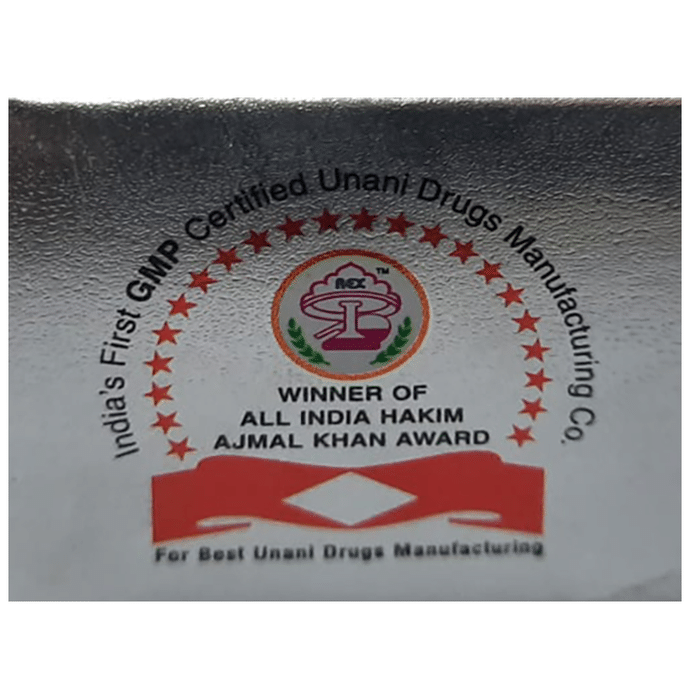 India's First GMP Certified Unani Drugs Manufacturing Co.
REX
TM
WINNER OF
ALL INDIA HAKIM
AJMAL KHAN AWARD
For Best Unani Drugs Manufacturing